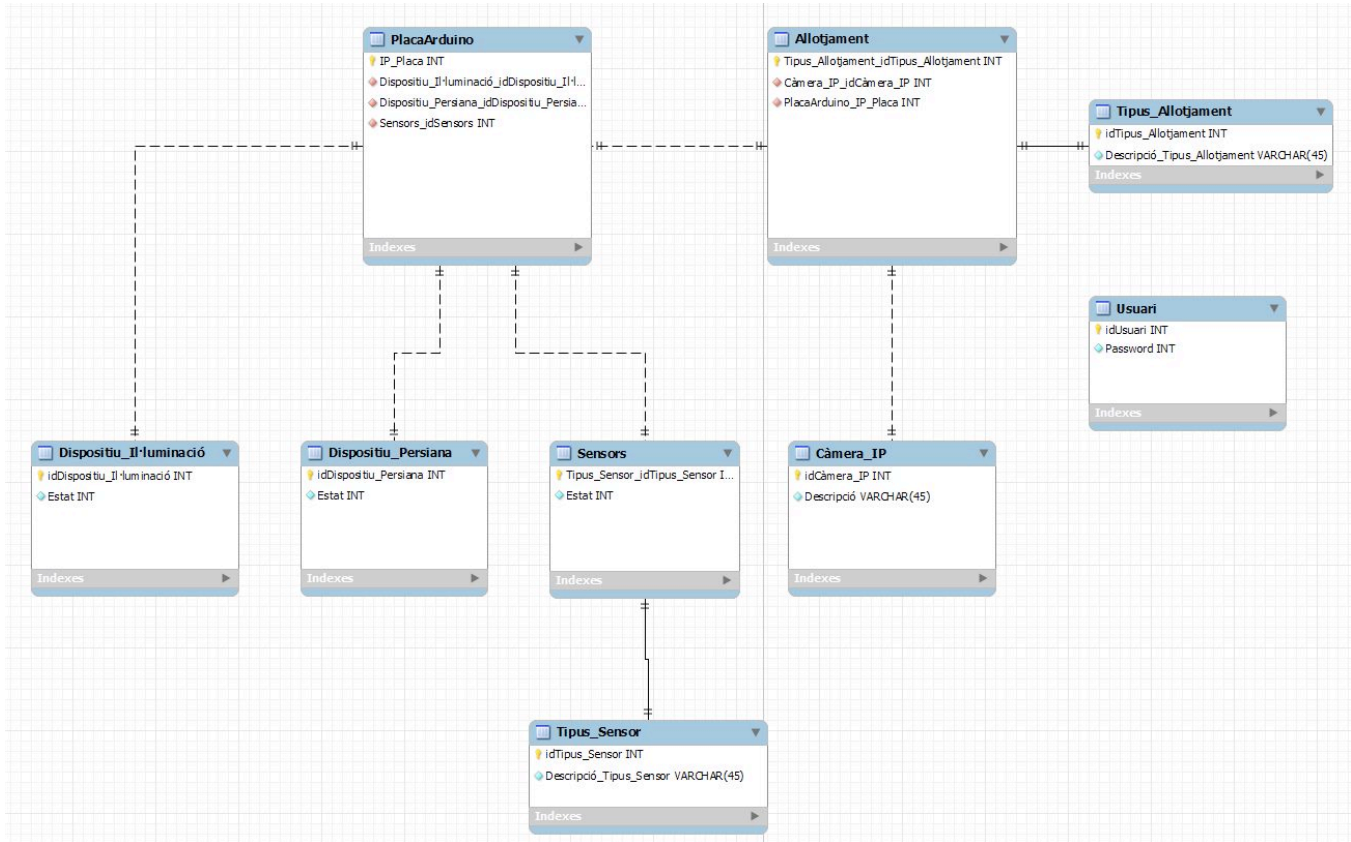 PlacaArduino
IP_Placa INT
Dispositiu_Il·luminació_idDispositiu_Il·l...
Dispositiu_Persiana_idDispositiu_Persia...
Sensors_idSensors INT
Indexes
Allotjament
Tipus_Allotjament_idTipus_Allotjament INT
Càmera_IP_idCàmera_IP INT
PlacaArduino_IP_Placa INT
Indexes
Tipus_Allotjament
idTipus_Allotjament INT
Descripció_Tipus_Allotjament VARCHAR(45)
Indexes
Usuari
idUsuari INT
Password INT
Indexes
Dispositiu_Il·luminació
idDispositiu_Il·luminació INT
Estat INT
Indexes
Dispositiu_Persiana
idDispositiu_Persiana INT
Estat INT
Indexes
Sensors
Tipus_Sensor_idTipus_Sensor I...
Estat INT
Indexes
Càmera_IP
idCàmera_IP INT
Descripció VARCHAR(45)
Indexes
Tipus_Sensor
idTipus_Sensor INT
Descripció_Tipus_Sensor VARCHAR(45)
Indexes